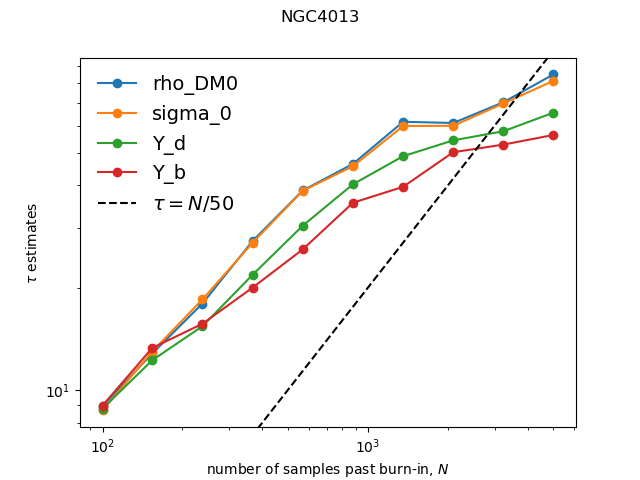 NGC4013
rho_DM0
sigma_0
Y_d
Y_b
τ = N/50
τ estimates
10¹
10² 10³
number of samples past burn-in, N